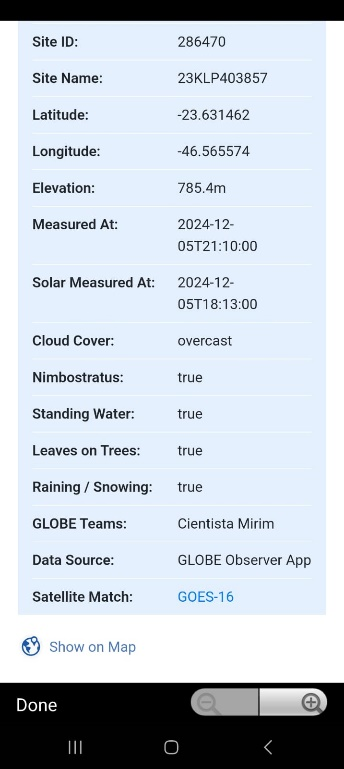 Site ID: 286470
Site Name: 23KLP403857
Latitude: -23.631462
Longitude: -46.565574
Elevation: 785.4m
Measured At: 2024-12-
05T21:10:00
Solar Measured At: 2024-12-
05T18:13:00
Cloud Cover: overcast
Nimbostratus: true
Standing Water: true
Leaves on Trees: true
Raining / Snowing: true
GLOBE Teams: Cientista Mirim
Data Source: GLOBE Observer App
Satellite Match: GOES-16
Show on Map
Done